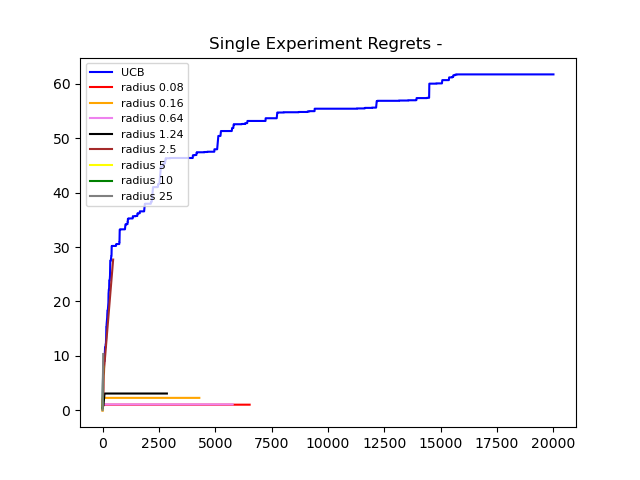 Single Experiment Regrets -
UCB
radius 0.08
radius 0.16
radius 0.64
radius 1.24
radius 2.5
radius 5
radius 10
radius 25
60
50
40
30
20
10
0
0 2500 5000 7500 10000 12500 15000 17500 20000